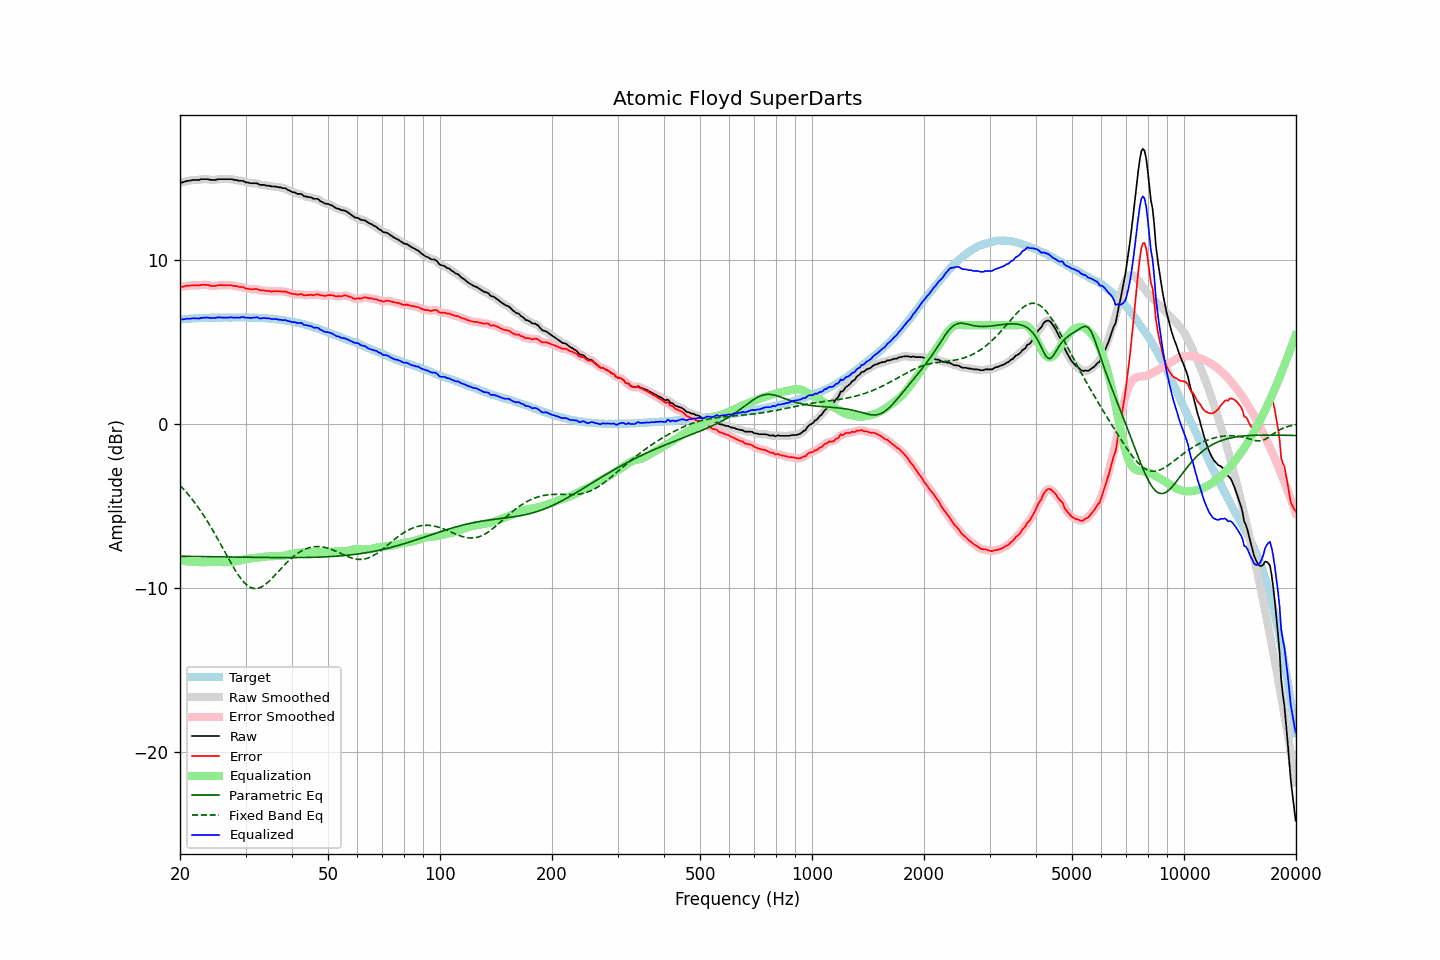 Atomic Floyd SuperDarts
Amplitude (dBr)
10
0
−10
−20
Target
Raw Smoothed
Error Smoothed
Raw
Error
Equalization
Parametric Eq
Fixed Band Eq
Equalized
20 50 100 200 500 1000 2000 5000 10000 20000
Frequency (Hz)